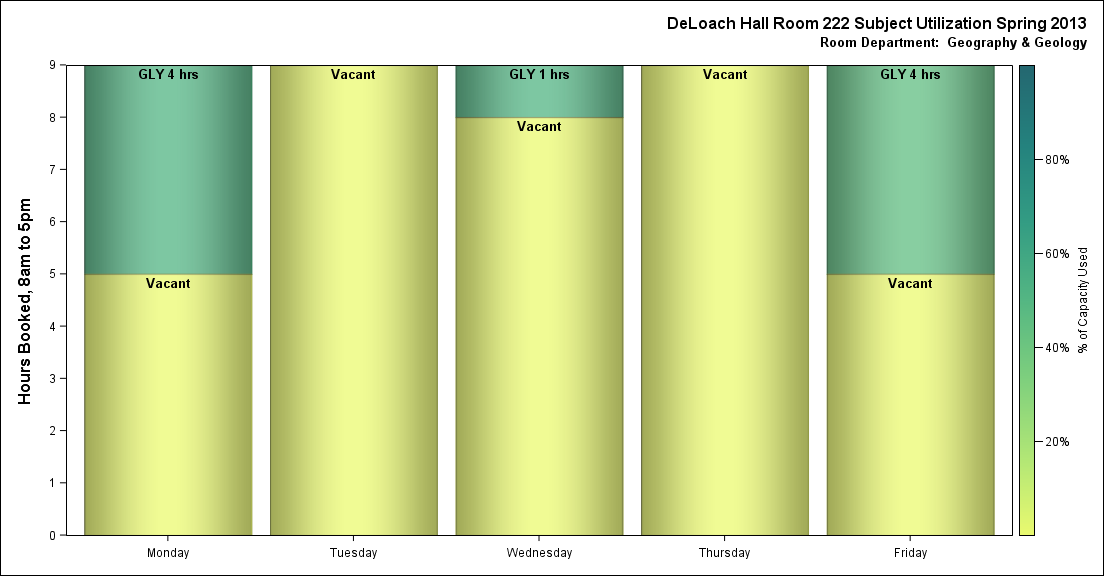 DeLoach Hall Room 222 Subject Utilization Spring 2013
Room Department: Geography & Geology
Hours Booked, 8am to 5pm
9
8
7
6
5
4
3
2
1
0
GLY 4 hrs
Vacant
Vacant
GLY 1 hrs
Vacant
Vacant
GLY 4 hrs
Vacant
Monday
Tuesday
Wednesday
Thursday
Friday
80%
60%
40%
20%
% of Capacity Used